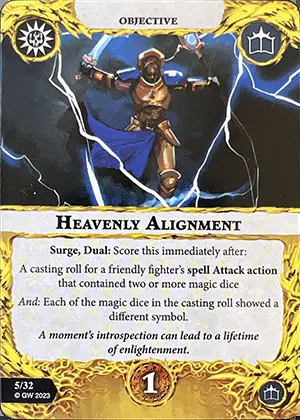 OBJECTIVE
HEAVENLY ALIGNMENT
Surge, Dual: Score this immediately after:
A casting roll for a friendly fighter's spell Attack action
that contained two or more magic dice
And: Each of the magic dice in the casting roll showed a
different symbol.
A moment's introspection can lead to a lifetime
of enlightenment.
5/32
© GW 2023
1